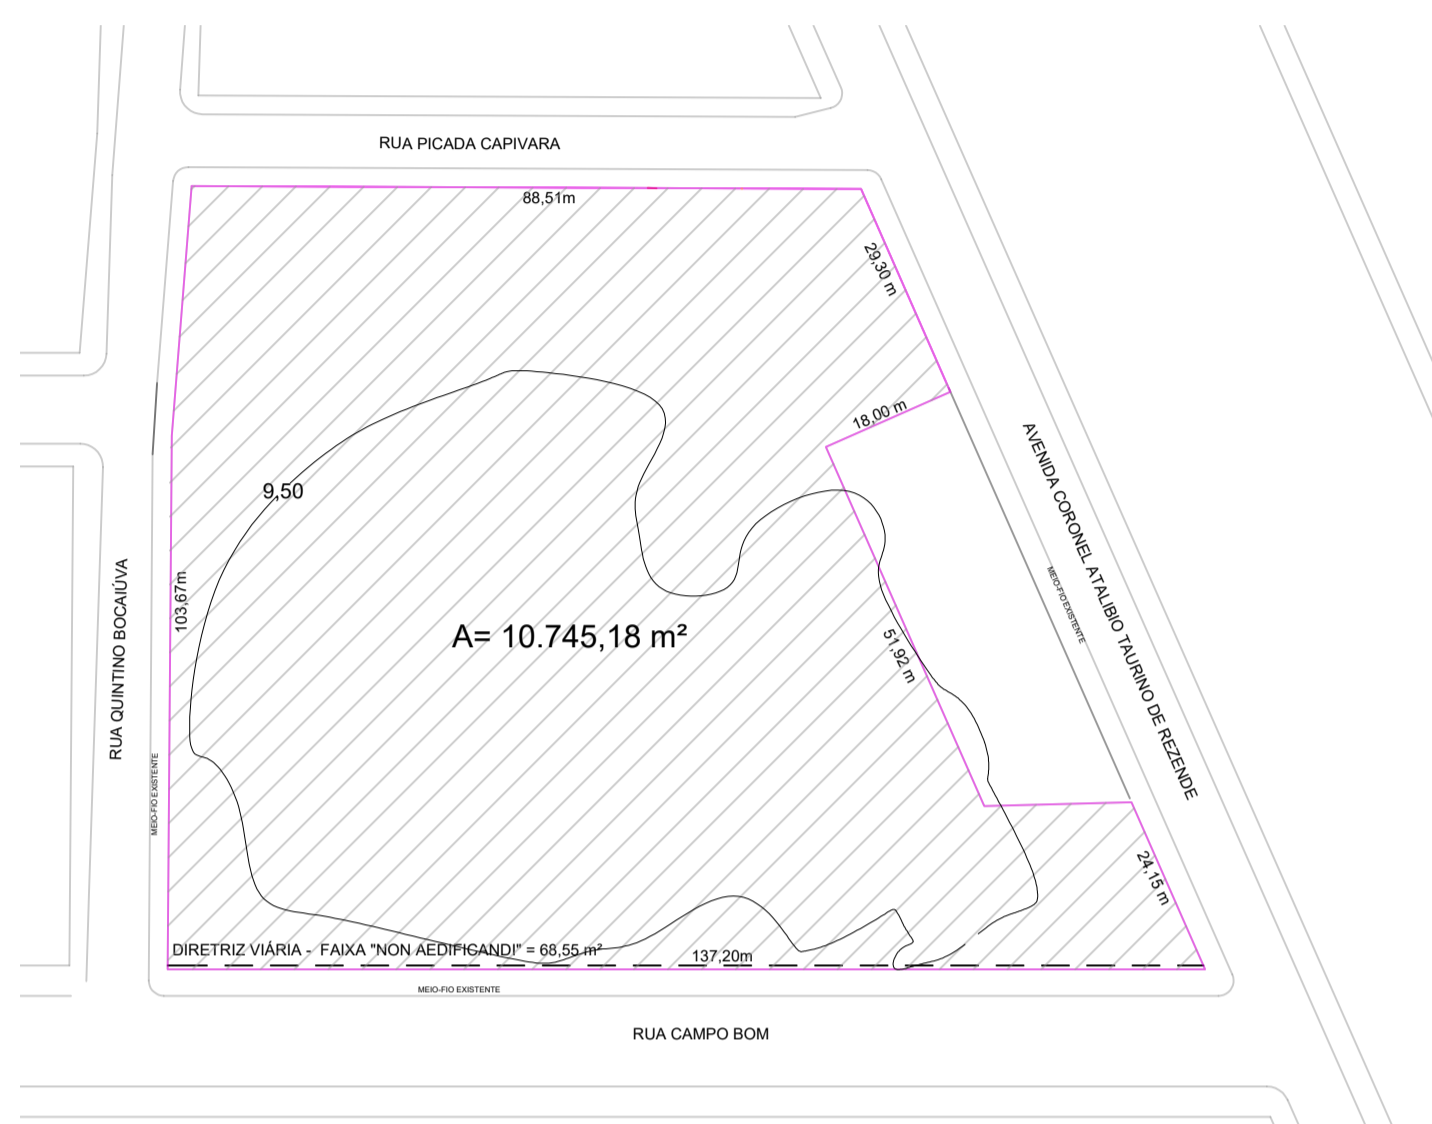 RUA PICADA CAPIVARA
88,51m
29,30 m
18,00 m
9,50
AVENIDA CORONEL ATALIBIO TAURINO DE REZENDE
MEIO-FIO EXISTENTE
103,67m
RUA QUINTINO BOCAIÚVA
A= 10.745,18 m²
51,92 m
MEIO-FIO EXISTENTE
24,15 m
DIRETRIZ VIÁRIA - FAIXA "NON AEDIFICANDI" = 68,55 m²
137,20m
MEIO-FIO EXISTENTE
RUA CAMPO BOM